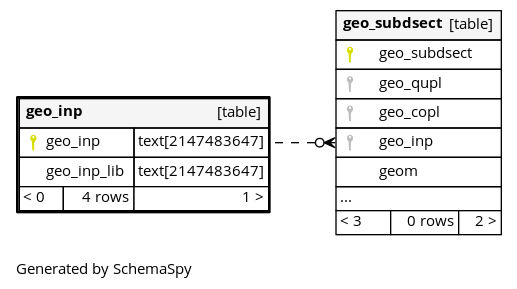 geo_inp [table]
geo_inp text[2147483647]
geo_inp_lib text[2147483647]
< 0 4 rows 1 >
geo_subdsect [table]
geo_subdsect
geo_qupl
geo_copl
geo_inp
geom
...
< 3 0 rows 2 >
Generated by SchemaSpy